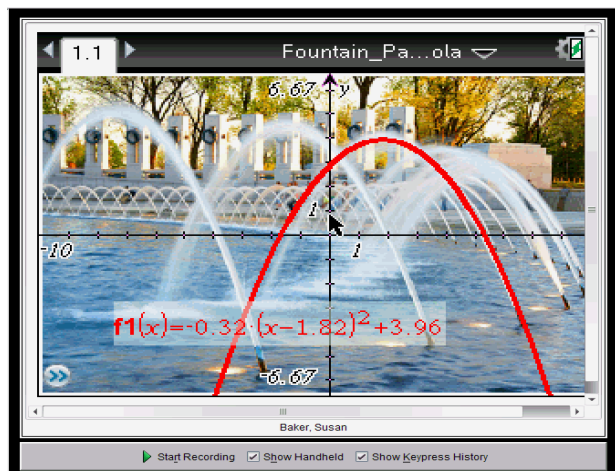 1.1 Fountain_Pa...ola
6.67 y
1
-10 1
f1(x)=-0.32·(x-1.82)²+3.96
-6.67
Baker, Susan
Start Recording Show Handheld Show Keypress History